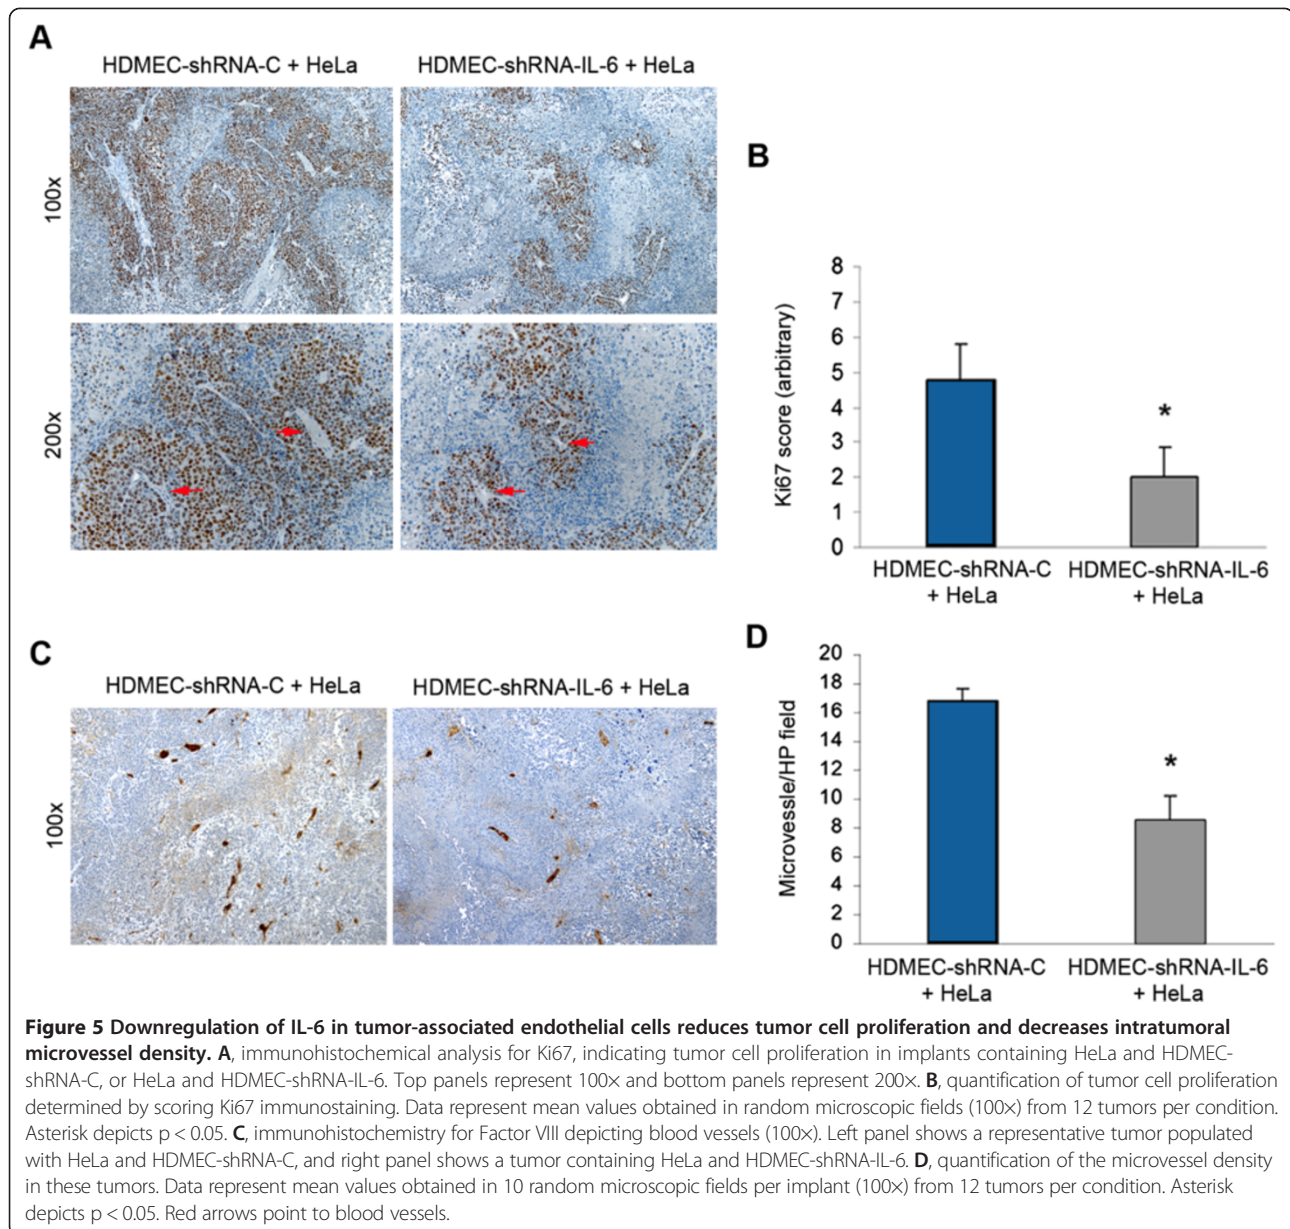 A
HDMEC-shRNA-C + HeLa
HDMEC-shRNA-IL-6 + HeLa
100x
200x
B
Ki67 score (arbitrary)
8
7
6
5
4
3
2
1
0
*
HDMEC-shRNA-C
+ HeLa
HDMEC-shRNA-IL-6
+ HeLa
C
HDMEC-shRNA-C + HeLa
HDMEC-shRNA-IL-6 + HeLa
100x
D
Microvessle/HP field
20
18
16
14
12
10
8
6
4
2
0
*
HDMEC-shRNA-C
+ HeLa
HDMEC-shRNA-IL-6
+ HeLa
Figure 5 Downregulation of IL-6 in tumor-associated endothelial cells reduces tumor cell proliferation and decreases intratumoral
microvessel density. A, immunohistochemical analysis for Ki67, indicating tumor cell proliferation in implants containing HeLa and HDMEC-
shRNA-C, or HeLa and HDMEC-shRNA-IL-6. Top panels represent 100× and bottom panels represent 200×. B, quantification of tumor cell proliferation
determined by scoring Ki67 immunostaining. Data represent mean values obtained in random microscopic fields (100×) from 12 tumors per condition.
Asterisk depicts p < 0.05. C, immunohistochemistry for Factor VIII depicting blood vessels (100×). Left panel shows a representative tumor populated
with HeLa and HDMEC-shRNA-C, and right panel shows a tumor containing HeLa and HDMEC-shRNA-IL-6. D, quantification of the microvessel density
in these tumors. Data represent mean values obtained in 10 random microscopic fields per implant (100×) from 12 tumors per condition. Asterisk
depicts p < 0.05. Red arrows point to blood vessels.